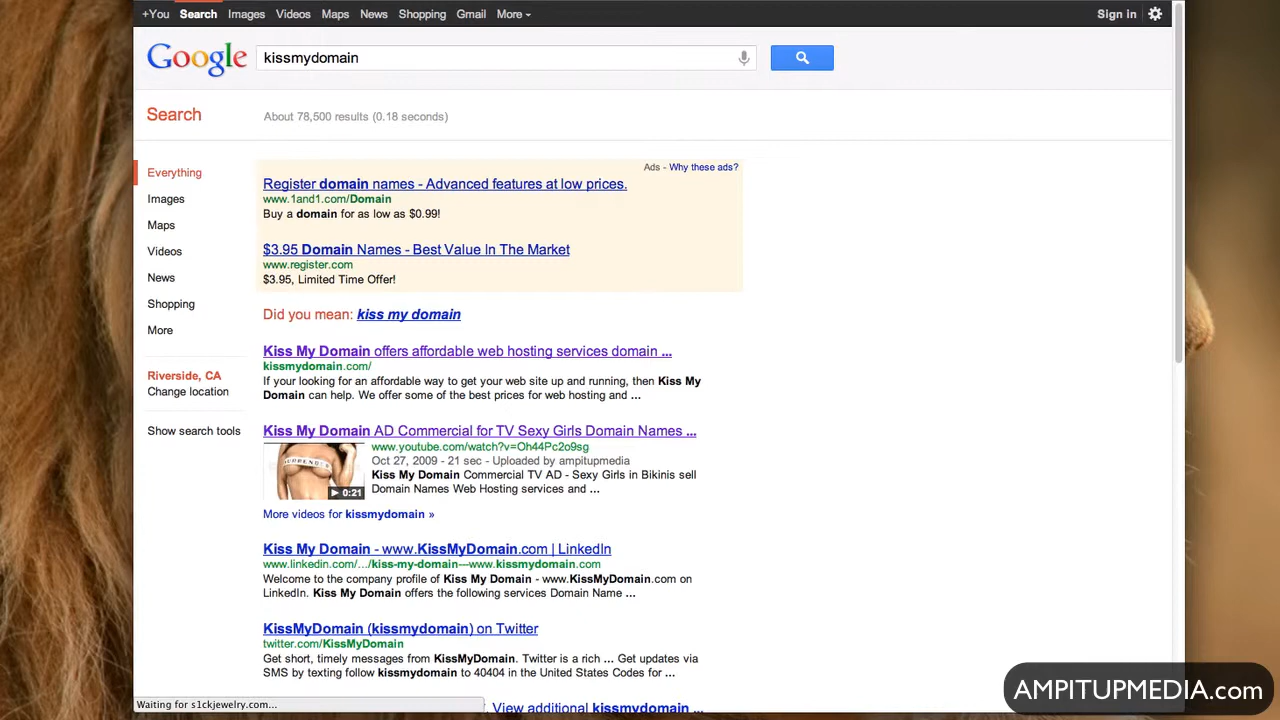 +You Search Images Videos Maps News Shopping Gmail More Sign in
Google kissmydomain
Search About 78,500 results (0.18 seconds)
Everything
Images
Maps
Videos
News
Shopping
More
Riverside, CA
Change location
Show search tools
Ads - Why these ads?
Register domain names - Advanced features at low prices.
www.1and1.com/Domain
Buy a domain for as low as $0.99!
$3.95 Domain Names - Best Value In The Market
www.register.com
$3.95, Limited Time Offer!
Did you mean: kiss my domain
Kiss My Domain offers affordable web hosting services domain ...
kissmydomain.com/
If your looking for an affordable way to get your web site up and running, then Kiss My
Domain can help. We offer some of the best prices for web hosting and ...
Kiss My Domain AD Commercial for TV Sexy Girls Domain Names ...
www.youtube.com/watch?v=Oh44Pc2o9sg
Oct 27, 2009 - 21 sec - Uploaded by ampitupmedia
Kiss My Domain Commercial TV AD - Sexy Girls in Bikinis sell
Domain Names Web Hosting services and ...
0:21
More videos for kissmydomain »
Kiss My Domain - www.KissMyDomain.com | LinkedIn
www.linkedin.com/.../kiss-my-domain---www.kissmydomain.com
Welcome to the company profile of Kiss My Domain - www.KissMyDomain.com on
LinkedIn. Kiss My Domain offers the following services Domain Name ...
KissMyDomain (kissmydomain) on Twitter
twitter.com/KissMyDomain
Get short, timely messages from KissMyDomain. Twitter is a rich ... Get updates via
SMS by texting follow kissmydomain to 40404 in the United States Codes for ...
View additional kissmydomain ...
Waiting for s1ckjewelry.com...
AMPITUPMEDIA.com